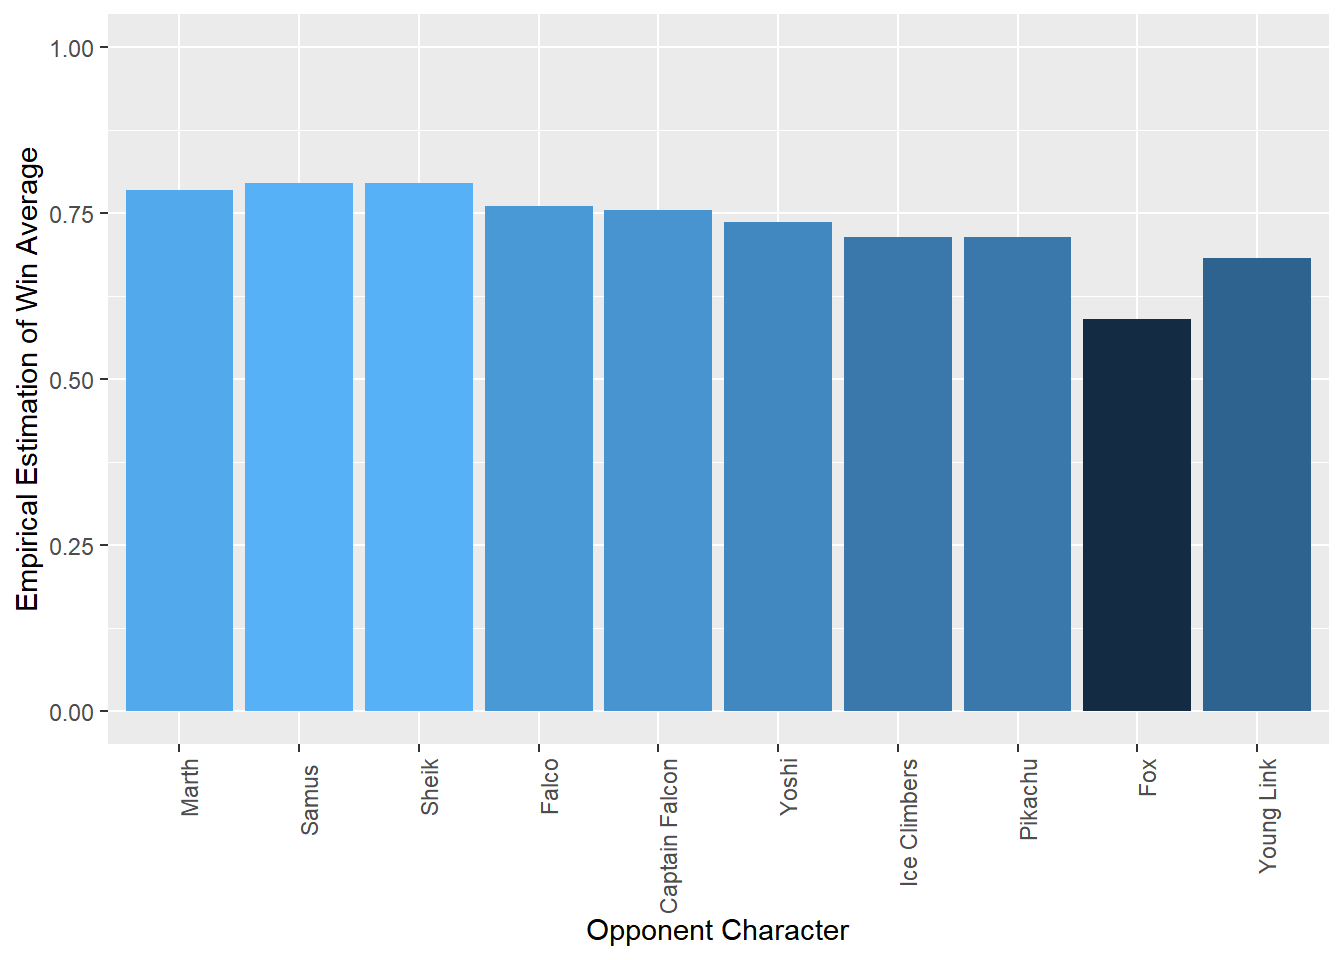 Empirical Estimation of Win Average
1.00
0.75
0.50
0.25
0.00
Marth
Samus
Sheik
Falco
Captain Falcon
Yoshi
Ice Climbers
Pikachu
Fox
Young Link
Opponent Character